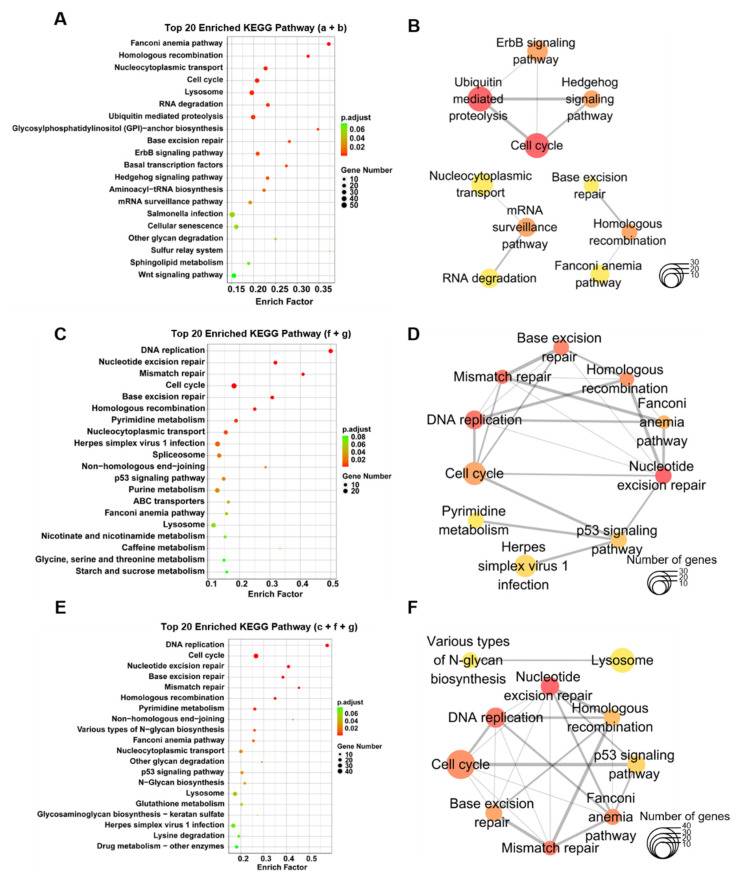 A
Top 20 Enriched KEGG Pathway (a + b)
Fanconi anemia pathway
Homologous recombination
Nucleocytoplasmic transport
Cell cycle
Lysosome
RNA degradation
Ubiquitin mediated proteolysis
Glycosylphosphatidylinositol (GPI)−anchor biosynthesis
Base excision repair
ErbB signaling pathway
Basal transcription factors
Hedgehog signaling pathway
Aminoacyl−tRNA biosynthesis
mRNA surveillance pathway
Salmonella infection
Cellular senescence
Other glycan degradation
Sulfur relay system
Sphingolipid metabolism
Wnt signaling pathway
0.15 0.20 0.25 0.30 0.35
Enrich Factor
p.adjust
0.06
0.04
0.02
Gene Number
10
20
30
40
50
B
ErbB signaling
pathway
Ubiquitin
mediated
proteolysis
Hedgehog
signaling
pathway
Cell cycle
Nucleocytoplasmic
transport
Base excision
repair
mRNA
surveillance
pathway
Homologous
recombination
RNA degradation
Fanconi anemia
pathway
30
20
10
C
Top 20 Enriched KEGG Pathway (f + g)
DNA replication
Nucleotide excision repair
Mismatch repair
Cell cycle
Base excision repair
Homologous recombination
Pyrimidine metabolism
Nucleocytoplasmic transport
Herpes simplex virus 1 infection
Spliceosome
Non−homologous end−joining
p53 signaling pathway
Purine metabolism
ABC transporters
Fanconi anemia pathway
Lysosome
Nicotinate and nicotinamide metabolism
Caffeine metabolism
Glycine, serine and threonine metabolism
Starch and sucrose metabolism
0.1 0.2 0.3 0.4 0.5
Enrich Factor
p.adjust
0.08
0.06
0.04
0.02
Gene Number
10
20
D
Base excision
repair
Mismatch repair
Homologous
recombination
DNA replication
Fanconi
anemia
pathway
Cell cycle
Nucleotide
excision repair
Pyrimidine
metabolism
p53 signaling
pathway
Herpes
simplex virus 1
infection
Number of genes
30
20
10
E
Top 20 Enriched KEGG Pathway (c + f + g)
DNA replication
Cell cycle
Nucleotide excision repair
Base excision repair
Mismatch repair
Homologous recombination
Pyrimidine metabolism
Non−homologous end−joining
Various types of N−glycan biosynthesis
Fanconi anemia pathway
Nucleocytoplasmic transport
Other glycan degradation
p53 signaling pathway
N−Glycan biosynthesis
Lysosome
Glutathione metabolism
Glycosaminoglycan biosynthesis − keratan sulfate
Herpes simplex virus 1 infection
Lysine degradation
Drug metabolism − other enzymes
0.2 0.3 0.4 0.5
Enrich Factor
p.adjust
0.06
0.04
0.02
Gene Number
10
20
30
40
F
Various types
of N-glycan
biosynthesis
Lysosome
Nucleotide
excision repair
DNA replication
Homologous
recombination
Cell cycle
p53 signaling
pathway
Base excision
repair
Fanconi
anemia
pathway
Mismatch repair
Number of genes
40
30
20
10